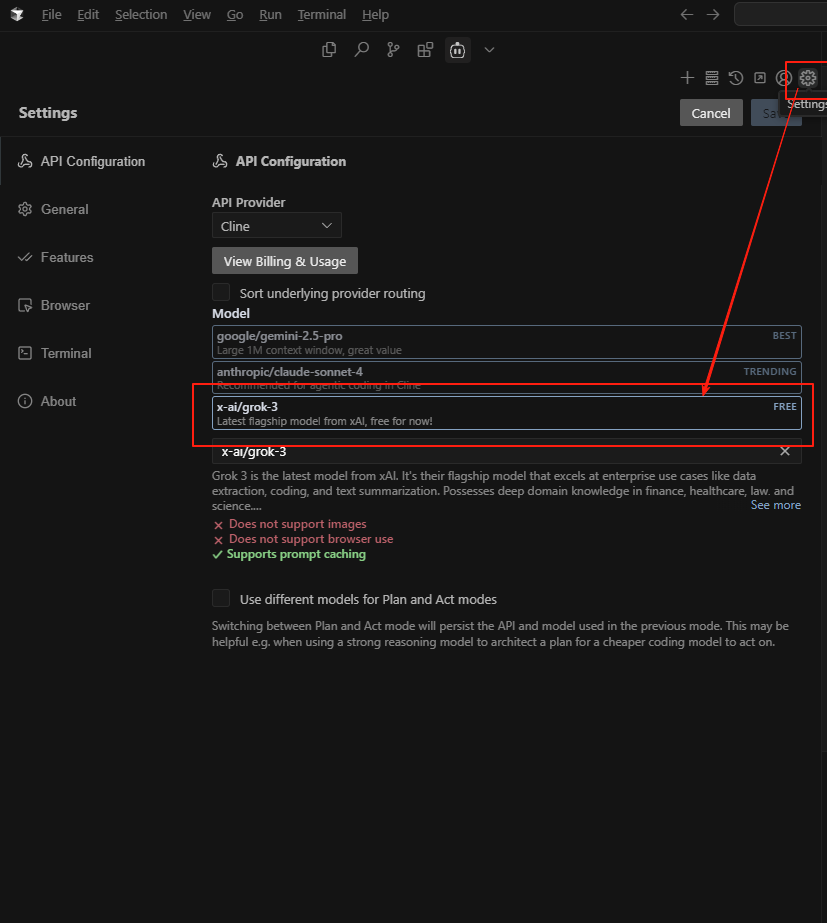 File Edit Selection View Go Run Terminal Help
Settings
Settings
Cancel
API Configuration
General
Features
Browser
Terminal
About
API Configuration
API Provider
Cline
View Billing & Usage
Sort underlying provider routing
Model
google/gemini-2.5-pro BEST
Large 1M context window, great value
anthropic/claude-sonnet-4 TRENDING
Recommended for agentic coding in Cline
x-ai/grok-3 FREE
Latest flagship model from xAI, free for now!
x-ai/grok-3
Grok 3 is the latest model from xAI. It's their flagship model that excels at enterprise use cases like data
extraction, coding, and text summarization. Possesses deep domain knowledge in finance, healthcare, law, and
science.... See more
Does not support images
Does not support browser use
Supports prompt caching
Use different models for Plan and Act modes
Switching between Plan and Act mode will persist the API and model used in the previous mode. This may be
helpful e.g. when using a strong reasoning model to architect a plan for a cheaper coding model to act on.